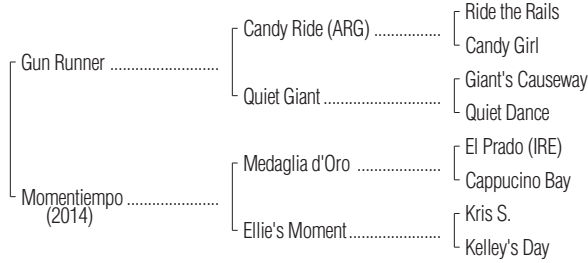 Gun Runner
Momentiempo
(2014)
Candy Ride (ARG)
Quiet Giant
Medaglia d'Oro
Ellie's Moment
Ride the Rails
Candy Girl
Giant's Causeway
Quiet Dance
El Prado (IRE)
Cappucino Bay
Kris S.
Kelley's Day